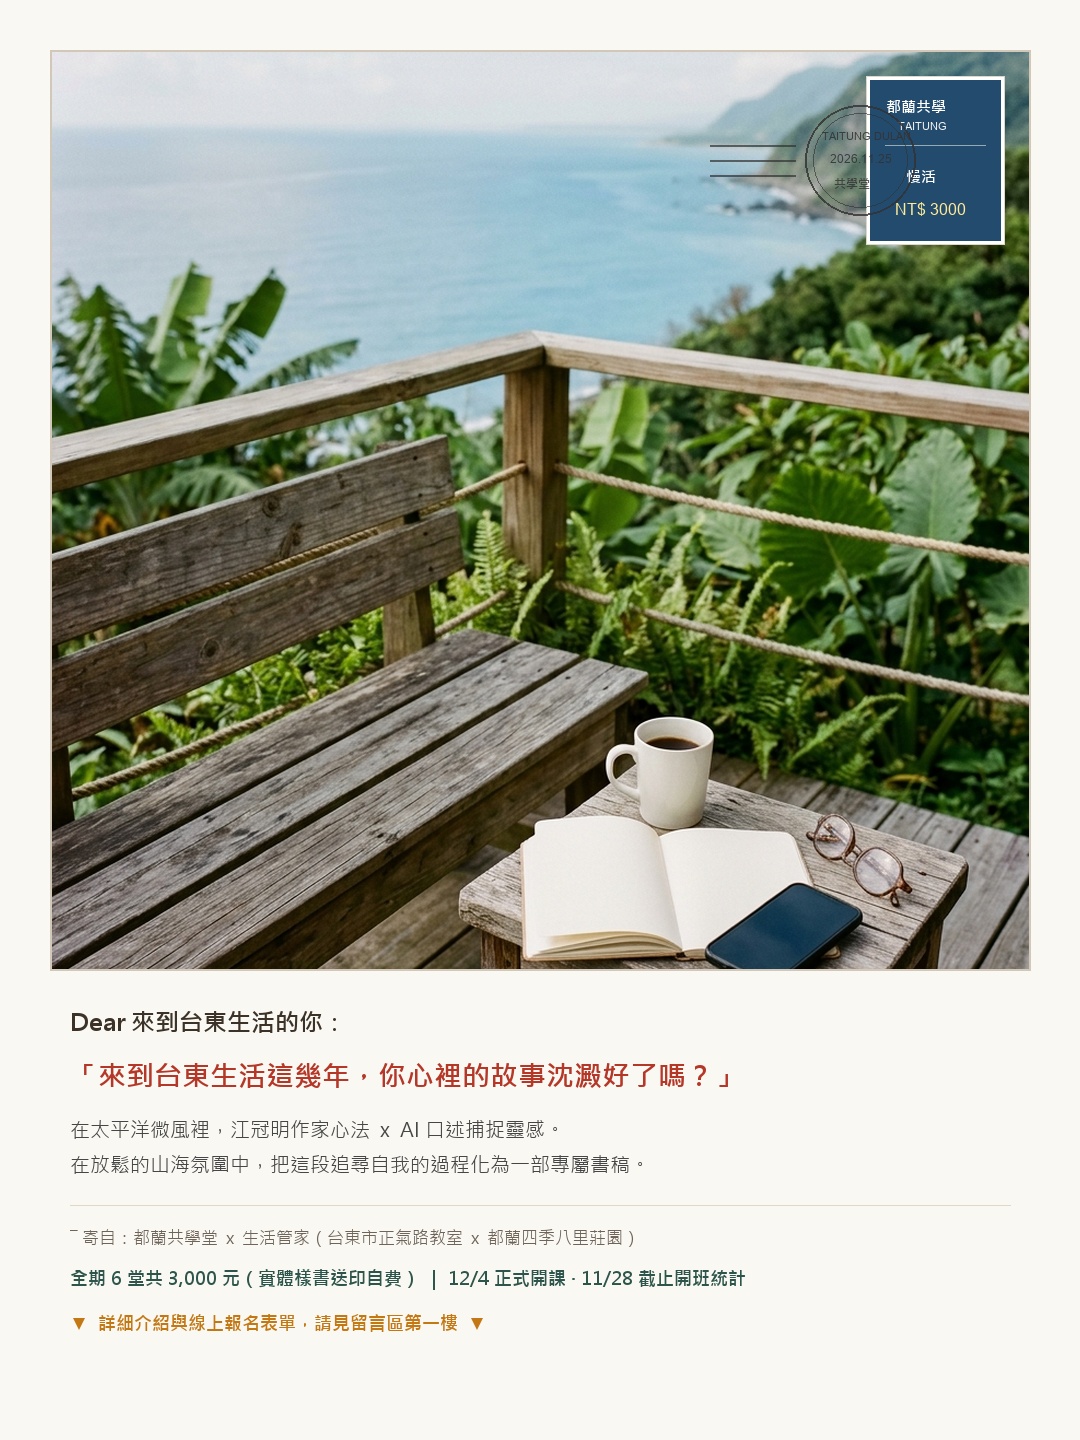 都蘭共學
TAITUNG
慢活
NT$ 3000
TAITUNG DULAN
2026.11.25
共學堂
Dear 來到台東生活的你：
「來到台東生活這幾年，你心裡的故事沈澱好了嗎？」
在太平洋微風裡，江冠明作家心法 x AI 口述捕捉靈感。
在放鬆的山海氛圍中，把這段追尋自我的過程化為一部專屬書稿。
寄自：都蘭共學堂 x 生活管家 ( 台東市正氣路教室 x 都蘭四季八里莊園 )
全期 6 堂共 3,000 元 ( 實體樣書送印自費 ) | 12/4 正式開課 · 11/28 截止開班統計
▼ 詳細介紹與線上報名表單，請見留言區第一樓 ▼